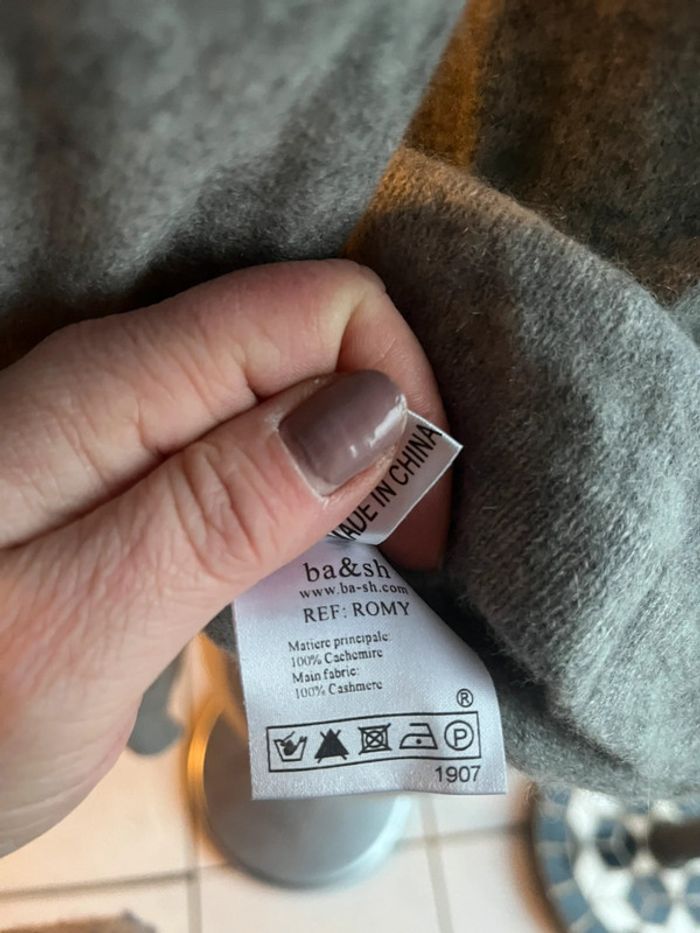 MADE IN CHINA
ba&sh
www.ba-sh.com
REF: ROMY
Matiere principale:
100% Cachemire
Main fabric:
100% Cashmere
®
P
1907